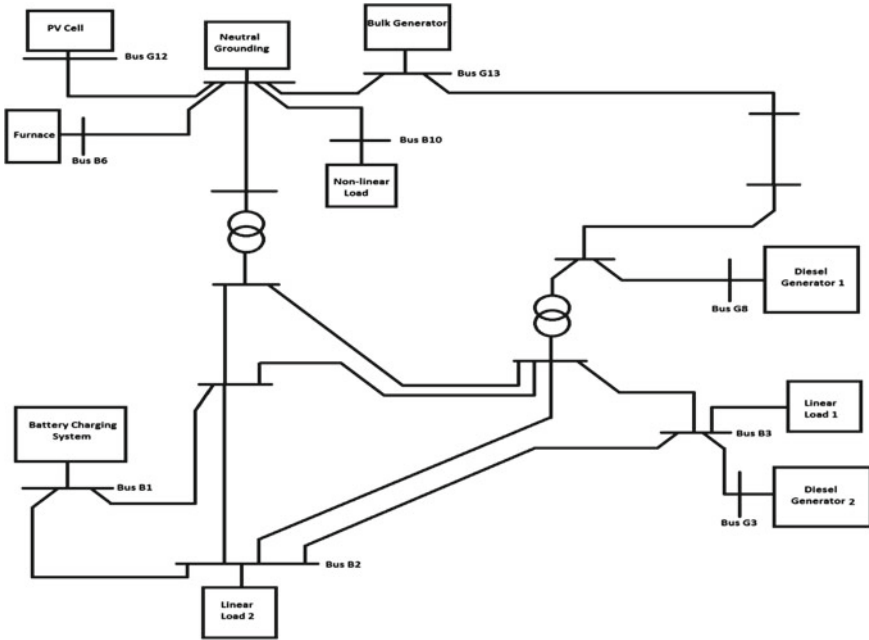 PV Cell
Neutral
Grounding
Bulk Generator
Bus G12
Bus G13
Furnace
Bus B6
Bus B10
Non-linear
Load
Diesel
Generator 1
Bus G8
Battery Charging
System
Linear
Load 1
Bus B3
Bus B1
Diesel
Generator 2
Bus G3
Bus B2
Linear
Load 2